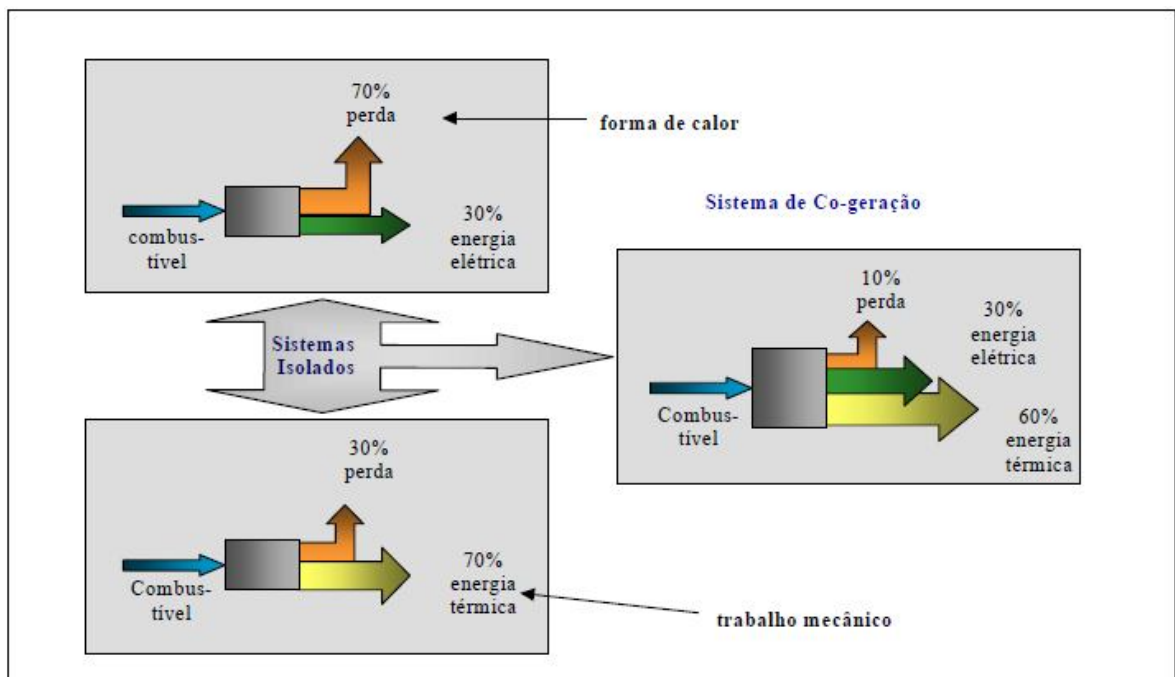 70%
perda
forma de calor
combus-
tível
30%
energia
elétrica
Sistema de Co-geração
Sistemas
Isolados
10%
perda
30%
energia
elétrica
Combus-
tível
60%
energia
térmica
30%
perda
Combus-
tível
70%
energia
térmica
trabalho mecânico